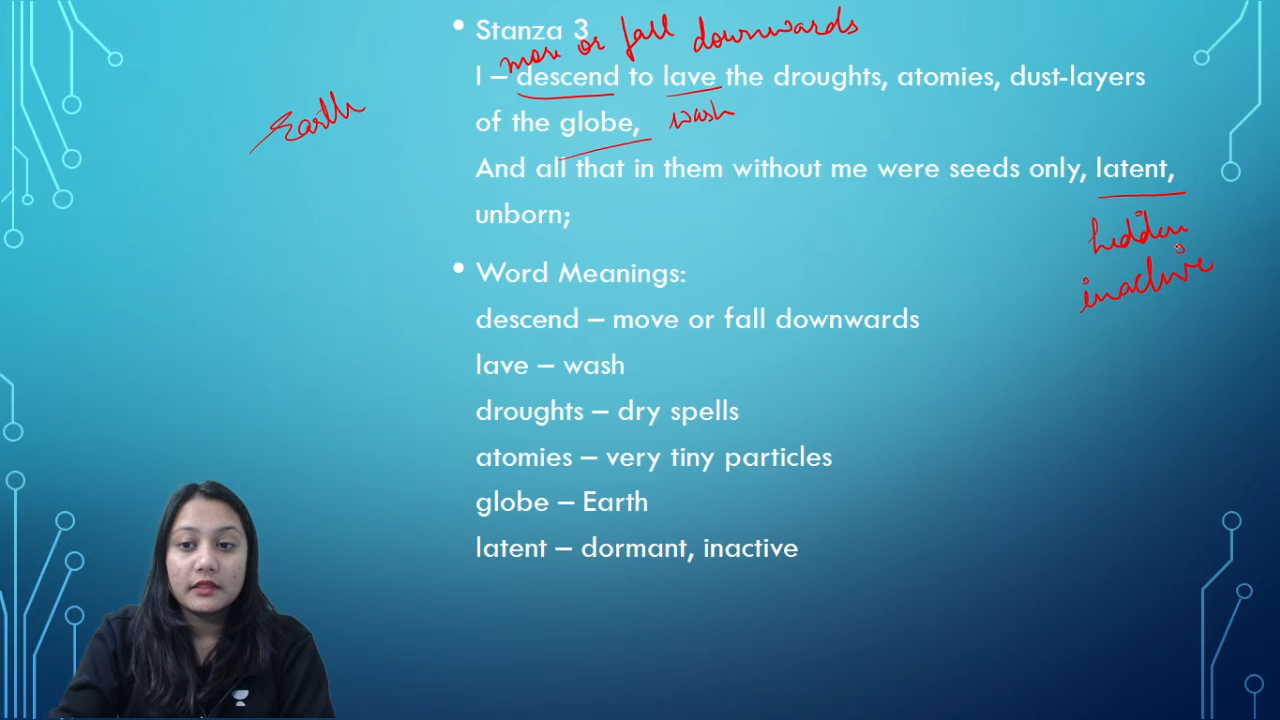 • Stanza 3
move or fall downwards
I – descend to lave the droughts, atomies, dust-layers
Earth
of the globe,
wash
And all that in them without me were seeds only, latent,
unborn;
hidden
inactive
• Word Meanings:
descend – move or fall downwards
lave – wash
droughts – dry spells
atomies – very tiny particles
globe – Earth
latent – dormant, inactive